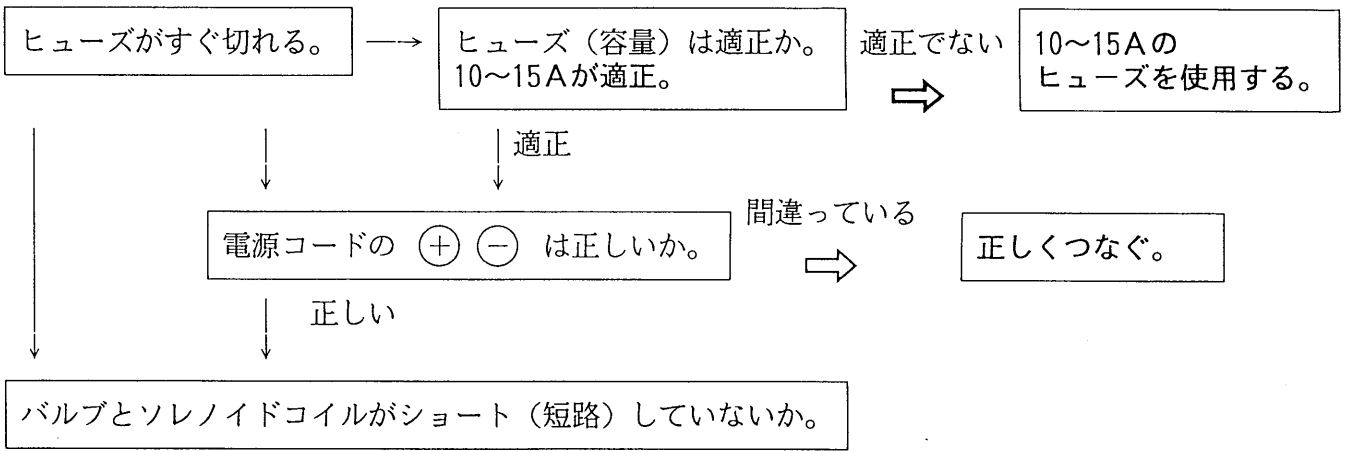 ヒューズがすぐ切れる。
ヒューズ（容量）は適正か。
10～15Aが適正。
適正でない
10～15Aの
ヒューズを使用する。
適正
電源コードの ⊕ ⊖ は正しいか。
間違っている
正しくつなぐ。
正しい
バルブとソレノイドコイルがショート（短路）していないか。